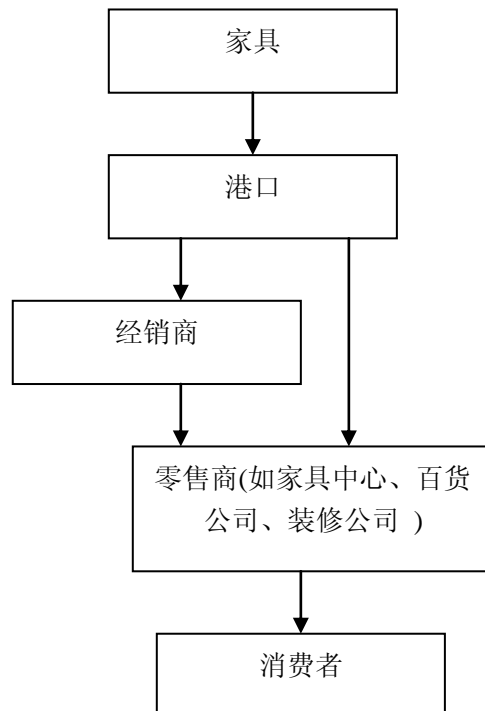 家具
港口
经销商
零售商(如家具中心、百货
公司、装修公司 )
消费者